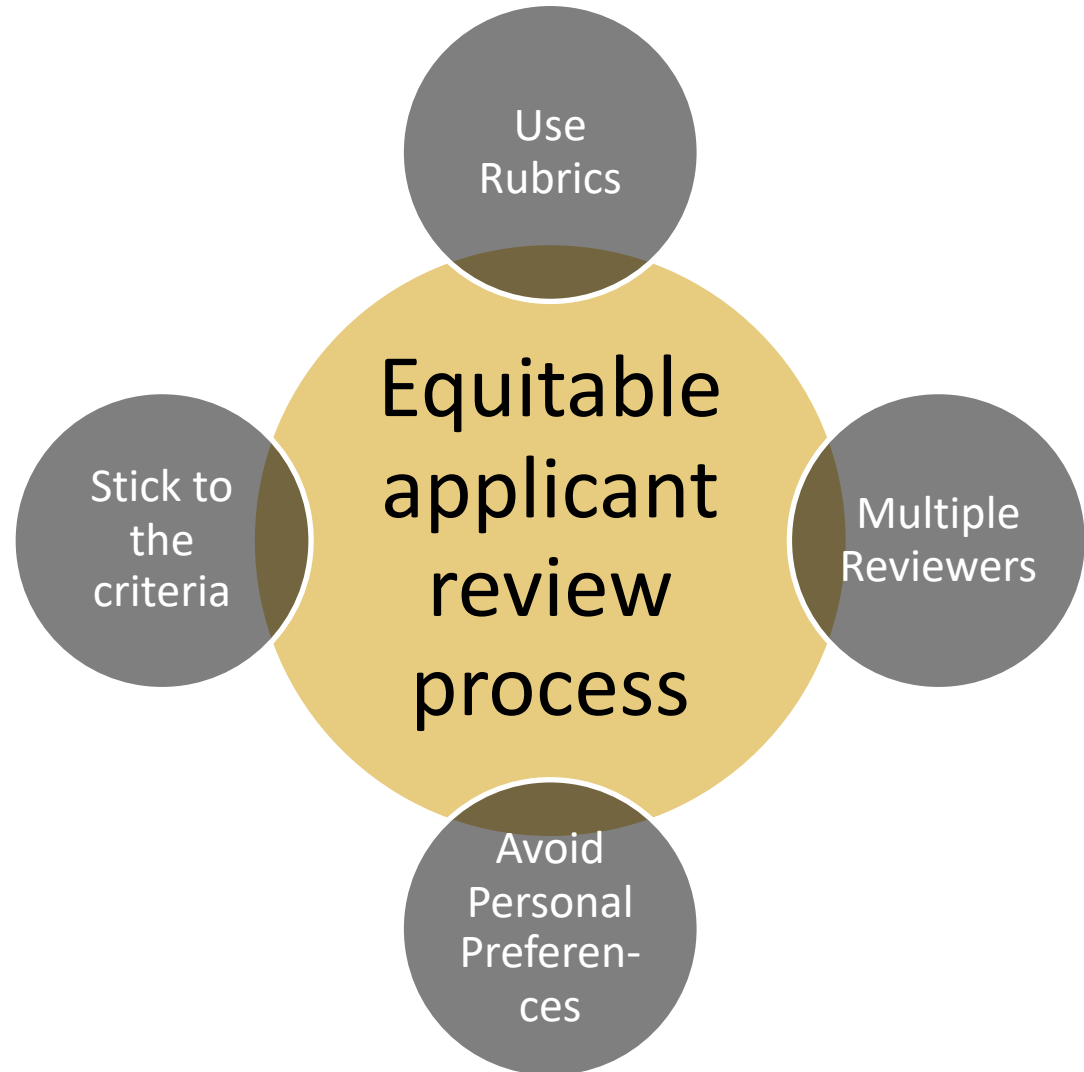 Use
Rubrics
Equitable
applicant
review
process
Stick to
the
criteria
Multiple
Reviewers
Avoid
Personal
Preferen-
ces